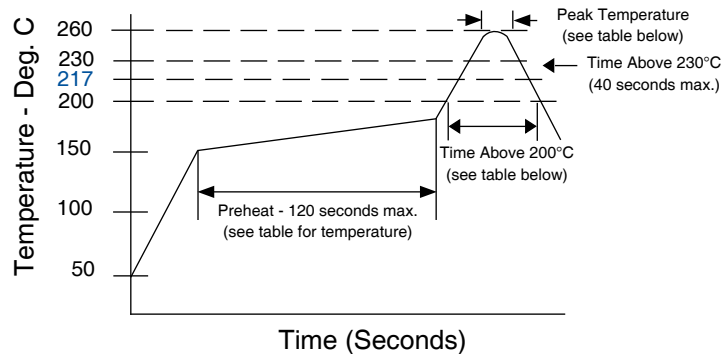 Temperature - Deg. C
260
230
217
200
150
100
50
Peak Temperature
(see table below)
Time Above 230°C
(40 seconds max.)
Time Above 200°C
(see table below)
Preheat - 120 seconds max.
(see table for temperature)
Time (Seconds)